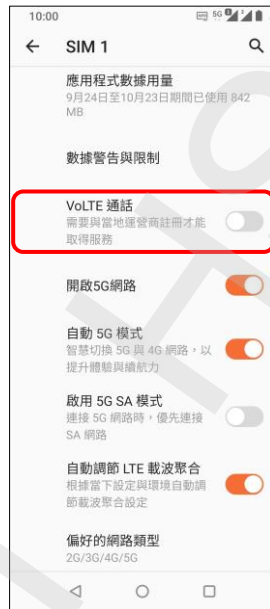 10:00 5G
SIM 1
應用程式數據用量
9月24日至10月23日期間已使用 842
MB
數據警告與限制
VoLTE 通話
需要與當地運營商註冊才能
取得服務
開啟5G網路
自動 5G 模式
智慧切換 5G 與 4G 網路，以
提升體驗與續航力
啟用 5G SA 模式
連接 5G 網路時，優先連接
SA 網路
自動調節 LTE 載波聚合
根據當下設定與環境自動調
節載波聚合設定
偏好的網路類型
2G/3G/4G/5G